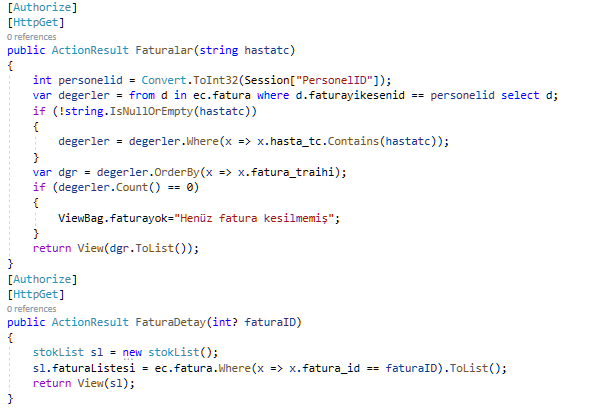 [Authorize]
[HttpGet]
0 references
public ActionResult Faturalar(string hastatc)
{
    int personelid = Convert.ToInt32(Session["PersonelID"]);
    var degerler = from d in ec.fatura where d.faturayikesenid == personelid select d;
    if (!string.IsNullOrEmpty(hastatc))
    {
        degerler = degerler.Where(x => x.hasta_tc.Contains(hastatc));
    }
    var dgr = degerler.OrderBy(x => x.fatura_traihi);
    if (degerler.Count() == 0)
    {
        ViewBag.faturayok="Henüz fatura kesilmemiş";
    }
    return View(dgr.ToList());
}
[Authorize]
[HttpGet]
0 references
public ActionResult FaturaDetay(int? faturaID)
{
    stokList sl = new stokList();
    sl.faturaListesi = ec.fatura.Where(x => x.fatura_id == faturaID).ToList();
    return View(sl);
}